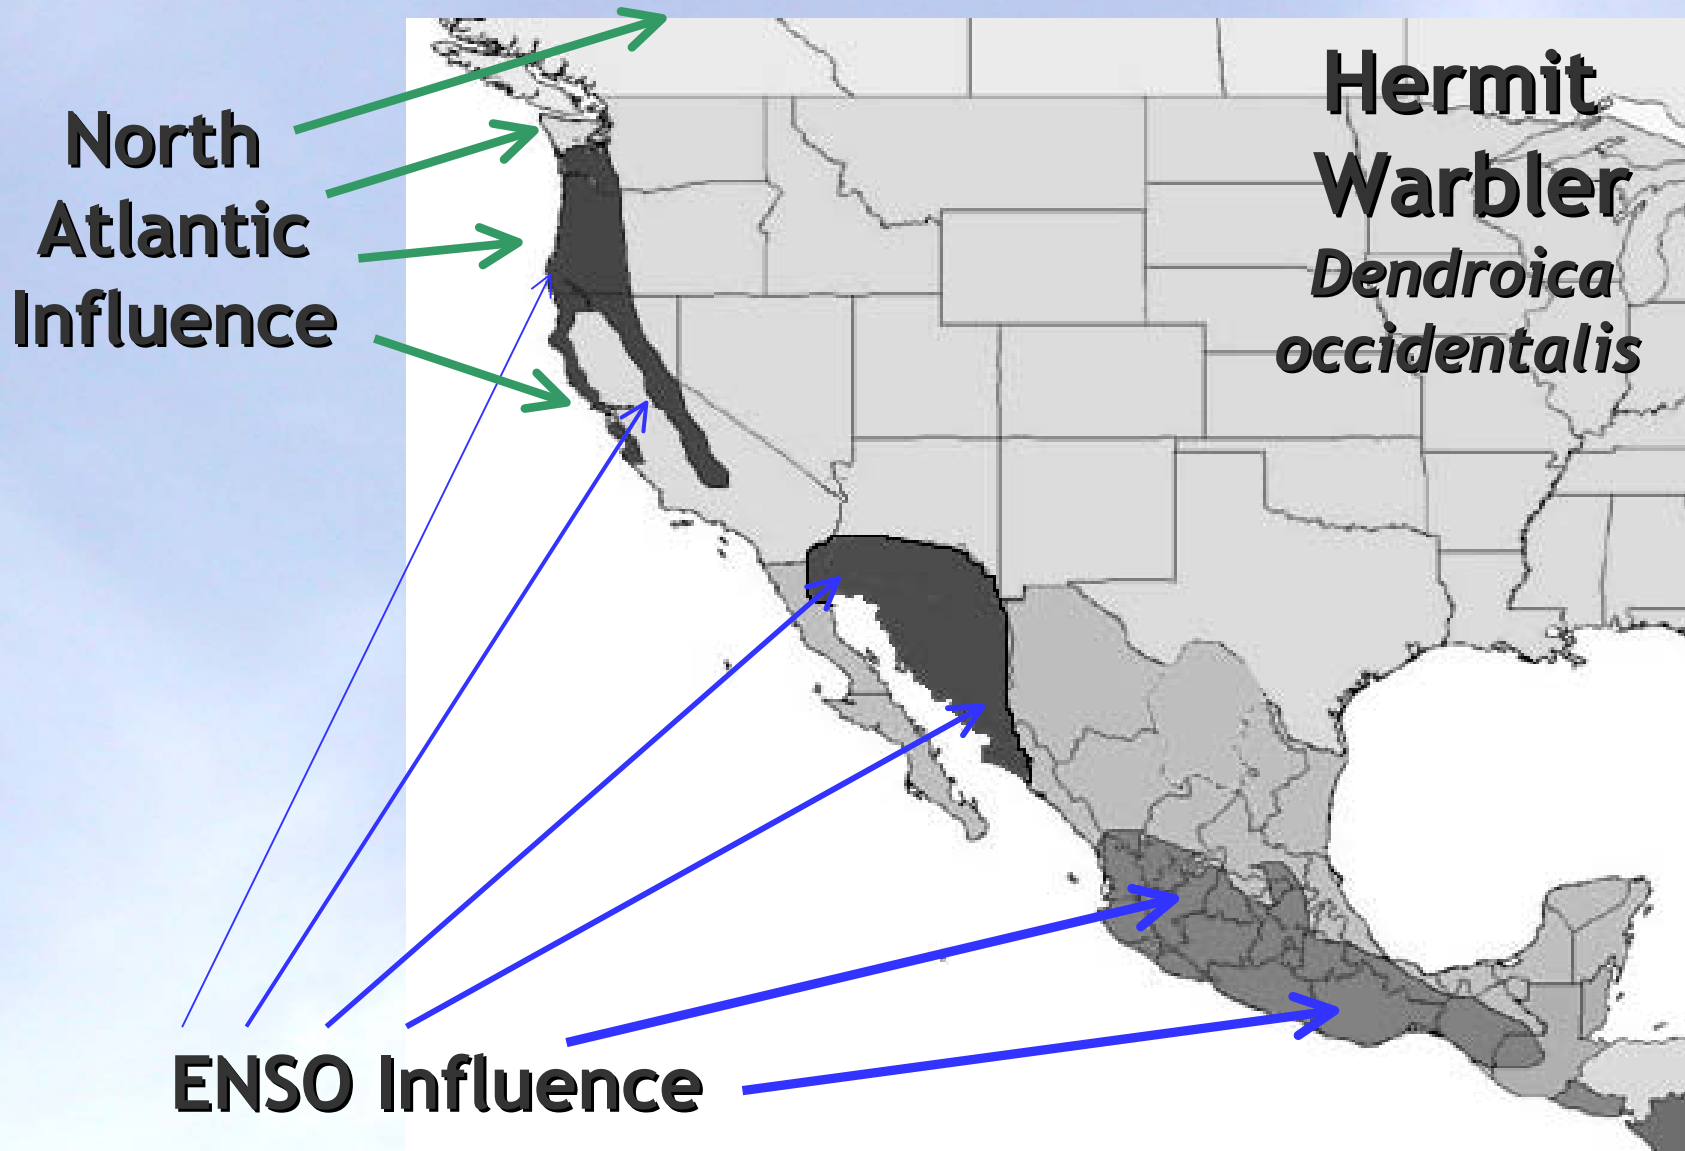 North
Atlantic
Influence
Hermit
Warbler
Dendroica
occidentalis
ENSO Influence